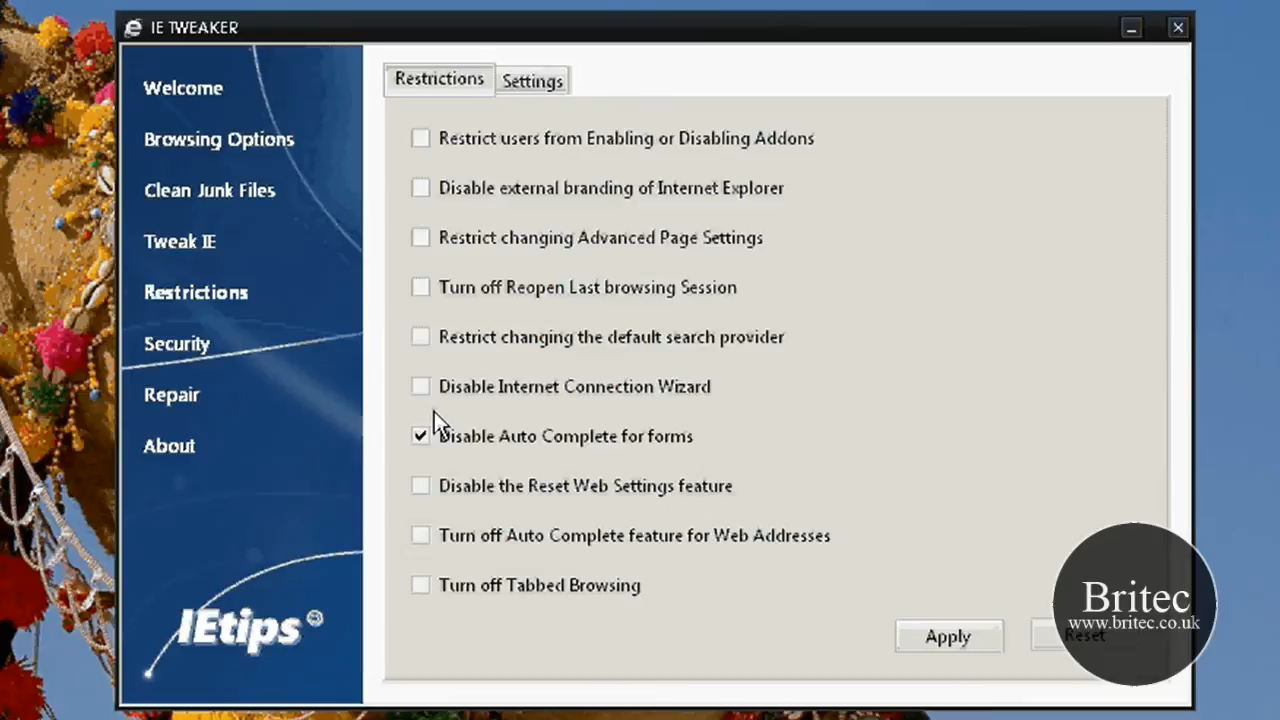 IE TWEAKER
Welcome
Browsing Options
Clean Junk Files
Tweak IE
Restrictions
Security
Repair
About
IEtips
Restrictions
Settings
Restrict users from Enabling or Disabling Addons
Disable external branding of Internet Explorer
Restrict changing Advanced Page Settings
Turn off Reopen Last browsing Session
Restrict changing the default search provider
Disable Internet Connection Wizard
Disable Auto Complete for forms
Disable the Reset Web Settings feature
Turn off Auto Complete feature for Web Addresses
Turn off Tabbed Browsing
Apply
Reset
Britec
www.britec.co.uk